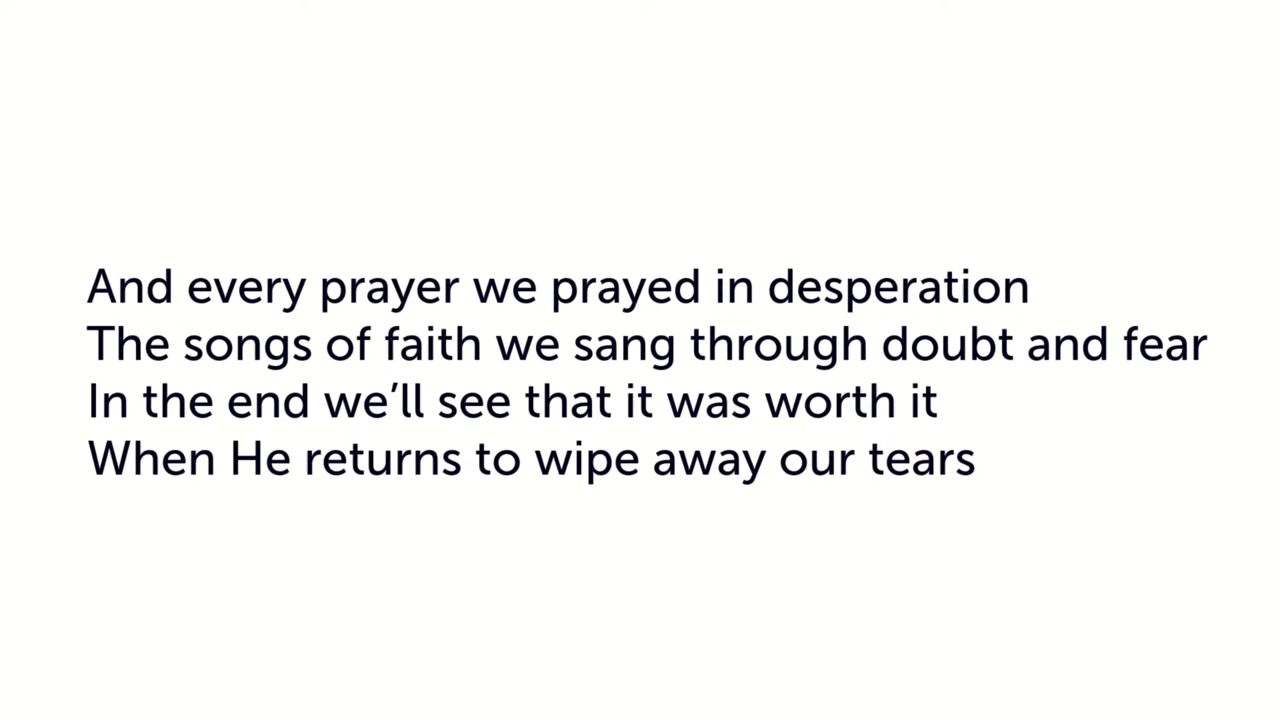 And every prayer we prayed in desperation
The songs of faith we sang through doubt and fear
In the end we’ll see that it was worth it
When He returns to wipe away our tears